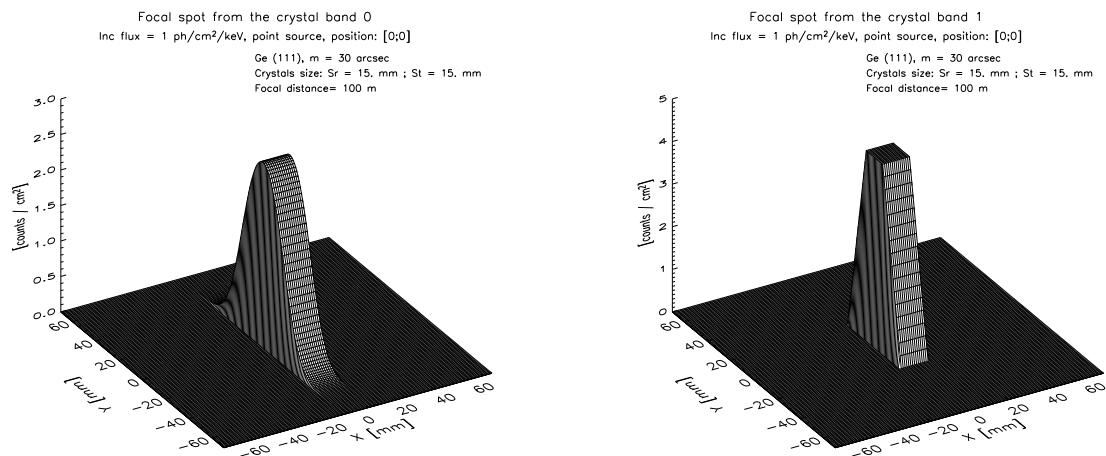 Focal spot from the crystal band 0
Inc flux = 1 ph/cm²/keV, point source, position: [0;0]
Ge (111), m = 30 arcsec
Crystals size: Sr = 15. mm ; St = 15. mm
Focal distance= 100 m
3.0
2.5
2.0
1.5
1.0
0.5
0.0
[counts / cm²]
60
40
20
0
−20
−40
−60
Y [mm]
−60
−40
−20
0
20
40
60
X [mm]
Focal spot from the crystal band 1
Inc flux = 1 ph/cm²/keV, point source, position: [0;0]
Ge (111), m = 30 arcsec
Crystals size: Sr = 15. mm ; St = 15. mm
Focal distance= 100 m
5
4
3
2
1
0
[counts / cm²]
60
40
20
0
−20
−40
−60
Y [mm]
−60
−40
−20
0
20
40
60
X [mm]